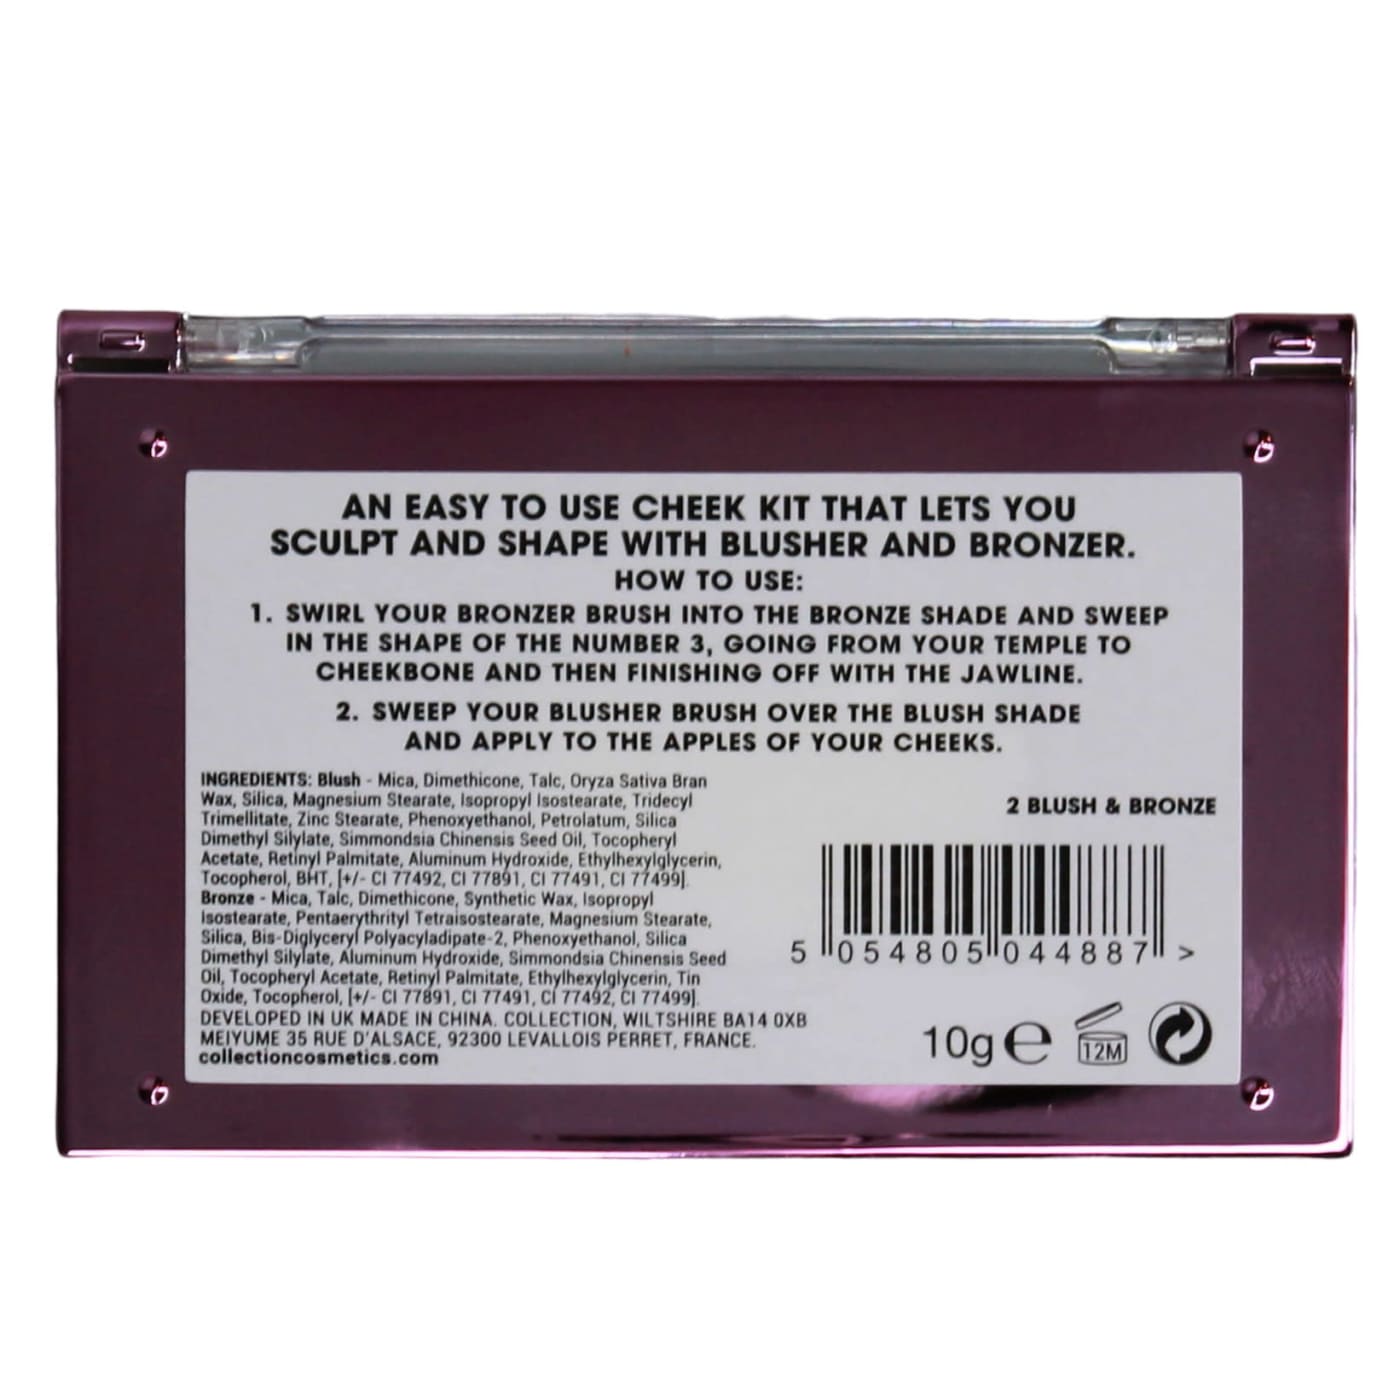 AN EASY TO USE CHEEK KIT THAT LETS YOU
SCULPT AND SHAPE WITH BLUSHER AND BRONZER.
HOW TO USE:
1. SWIRL YOUR BRONZER BRUSH INTO THE BRONZE SHADE AND SWEEP
IN THE SHAPE OF THE NUMBER 3, GOING FROM YOUR TEMPLE TO
CHEEKBONE AND THEN FINISHING OFF WITH THE JAWLINE.
2. SWEEP YOUR BLUSHER BRUSH OVER THE BLUSH SHADE
AND APPLY TO THE APPLES OF YOUR CHEEKS.
INGREDIENTS: Blush - Mica, Dimethicone, Talc, Oryza Sativa Bran
Wax, Silica, Magnesium Stearate, Isopropyl Isostearate, Tridecyl
Trimellitate, Zinc Stearate, Phenoxyethanol, Petrolatum, Silica
Dimethyl Silylate, Simmondsia Chinensis Seed Oil, Tocopheryl
Acetate, Retinyl Palmitate, Aluminum Hydroxide, Ethylhexylglycerin,
Tocopherol, BHT, [+/- CI 77492, CI 77891, CI 77491, CI 77499].
Bronze - Mica, Talc, Dimethicone, Synthetic Wax, Isopropyl
Isostearate, Pentaerythrityl Tetraisostearate, Magnesium Stearate,
Silica, Bis-Diglyceryl Polyacyladipate-2, Phenoxyethanol, Silica
Dimethyl Silylate, Aluminum Hydroxide, Simmondsia Chinensis Seed
Oil, Tocopheryl Acetate, Retinyl Palmitate, Ethylhexylglycerin, Tin
Oxide, Tocopherol, [+/- CI 77891, CI 77491, CI 77492, CI 77499].
DEVELOPED IN UK MADE IN CHINA. COLLECTION, WILTSHIRE BA14 0XB
MEIYUME 35 RUE D'ALSACE, 92300 LEVALLOIS PERRET, FRANCE.
collectioncosmetics.com
2 BLUSH & BRONZE
5 054805 044887 >
10g e 12M